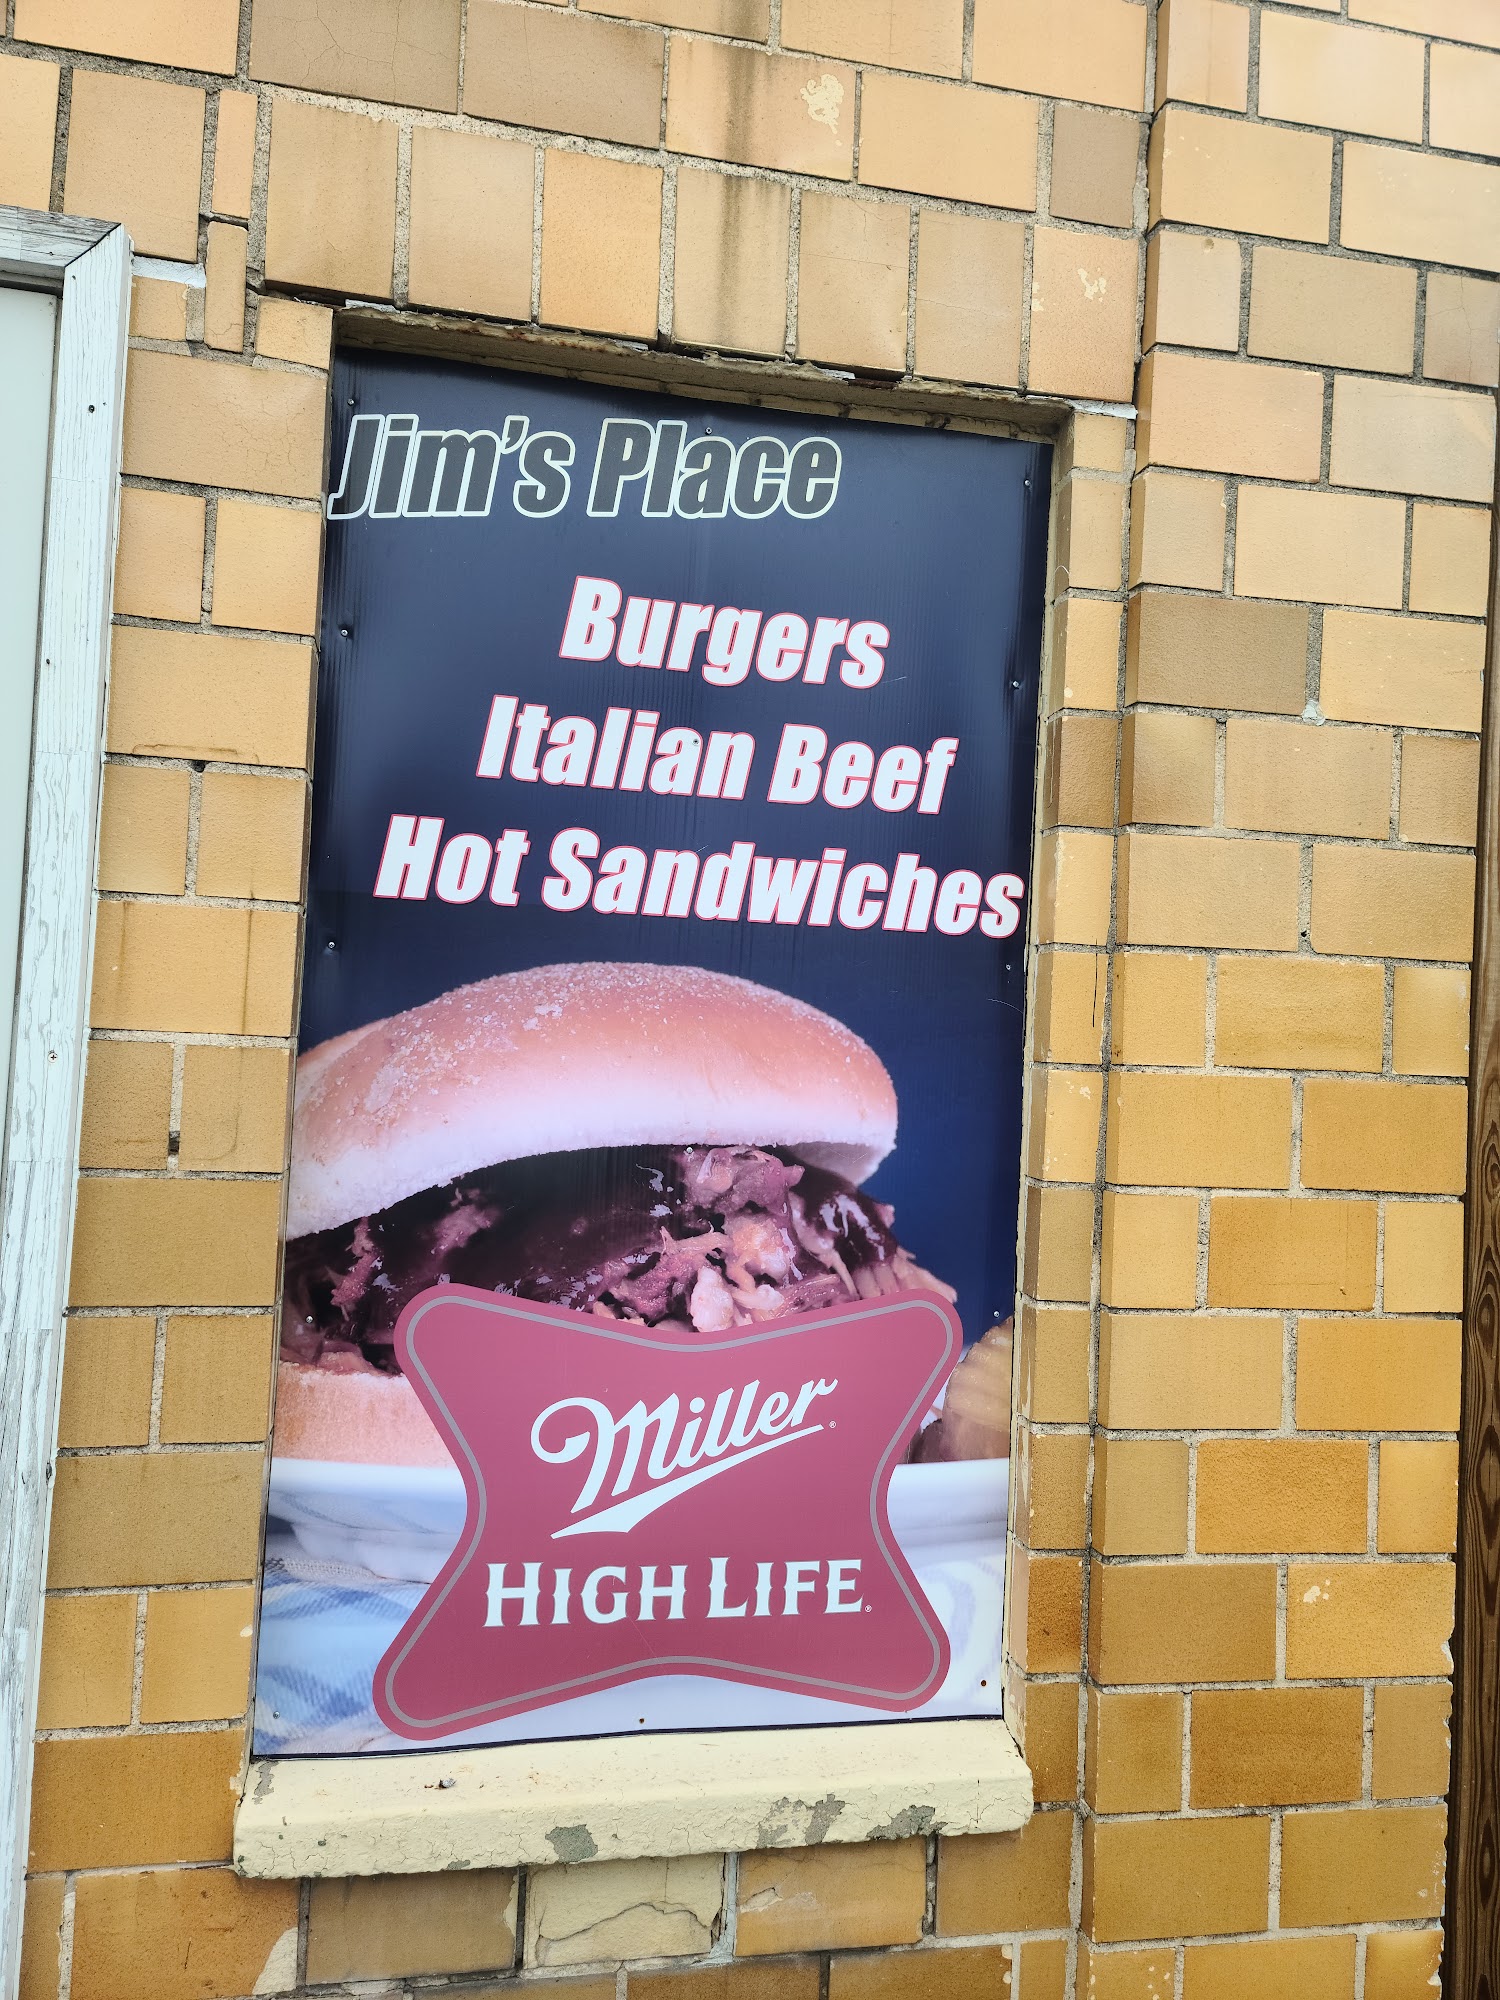 Jim's Place
Burgers
Italian Beef
Hot Sandwiches
Miller®
HIGH LIFE®